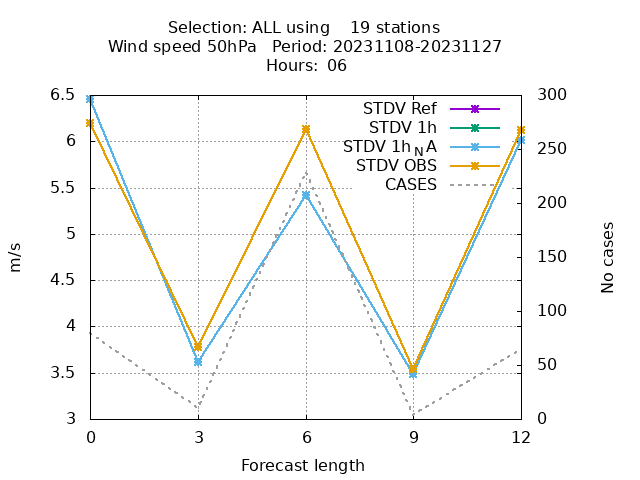 Selection: ALL using    19 stations
Wind speed 50hPa   Period: 20231108-20231127
Hours:  06
STDV Ref
STDV 1h
STDV 1h_NA
STDV OBS
CASES
6.5
6
5.5
5
4.5
4
3.5
3
300
250
200
150
100
50
0
m/s
No cases
0 3 6 9 12
Forecast length